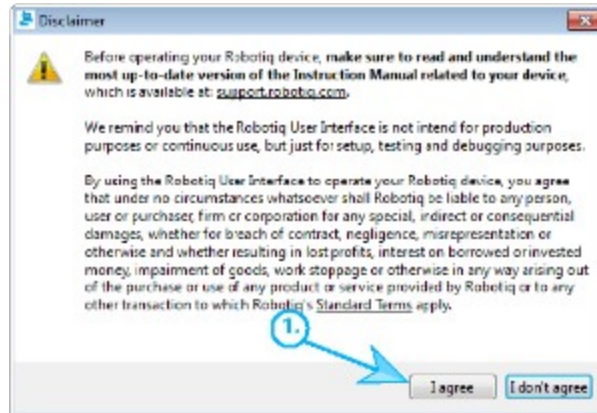 Disclaimer
Before operating your Robotiq device, make sure to read and understand the
most up-to-date version of the Instruction Manual related to your device,
which is available at: support.robotiq.com.
We remind you that the Robotiq User Interface is not intend for production
purposes or continuous use, but just for setup, testing and debugging purposes.
By using the Robotiq User Interface to operate your Robotiq device, you agree
that under no circumstances whatsoever shall Robotiq be liable to any person,
user or purchaser, firm or corporation for any special, indirect or consequential
damages, whether for breach of contract, negligence, misrepresentation or
otherwise and whether resulting in lost profits, interest on borrowed or invested
money, impairment of goods, work stoppage or otherwise in any way arising out
of the purchase or use of any product or service provided by Robotiq or to any
other transaction to which Robotiq's Standard Terms apply.
1.
I agree I don't agree